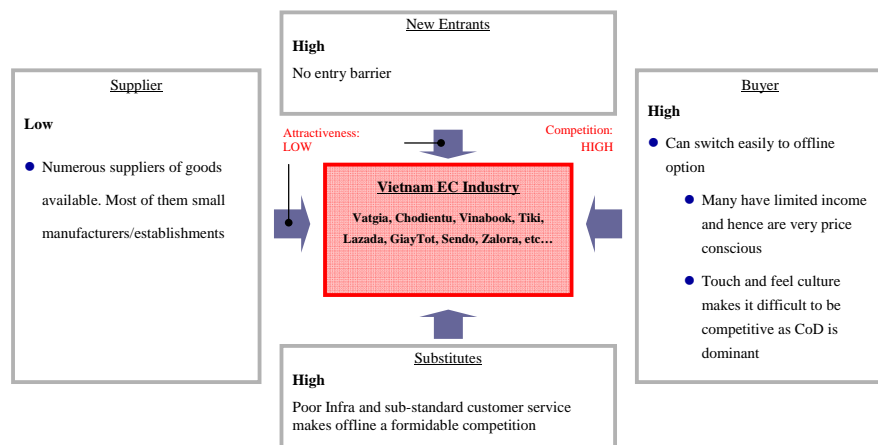 New Entrants
High
No entry barrier
Supplier
Low
Numerous suppliers of goods
available. Most of them small
manufacturers/establishments
Attractiveness:
LOW
Competition:
HIGH
Vietnam EC Industry
Vatgia, Chodientu, Vinabook, Tiki,
Lazada, GiayTot, Sendo, Zalora, etc…
Buyer
High
Can switch easily to offline
option
Many have limited income
and hence are very price
conscious
Touch and feel culture
makes it difficult to be
competitive as CoD is
dominant
Substitutes
High
Poor Infra and sub-standard customer service
makes offline a formidable competition